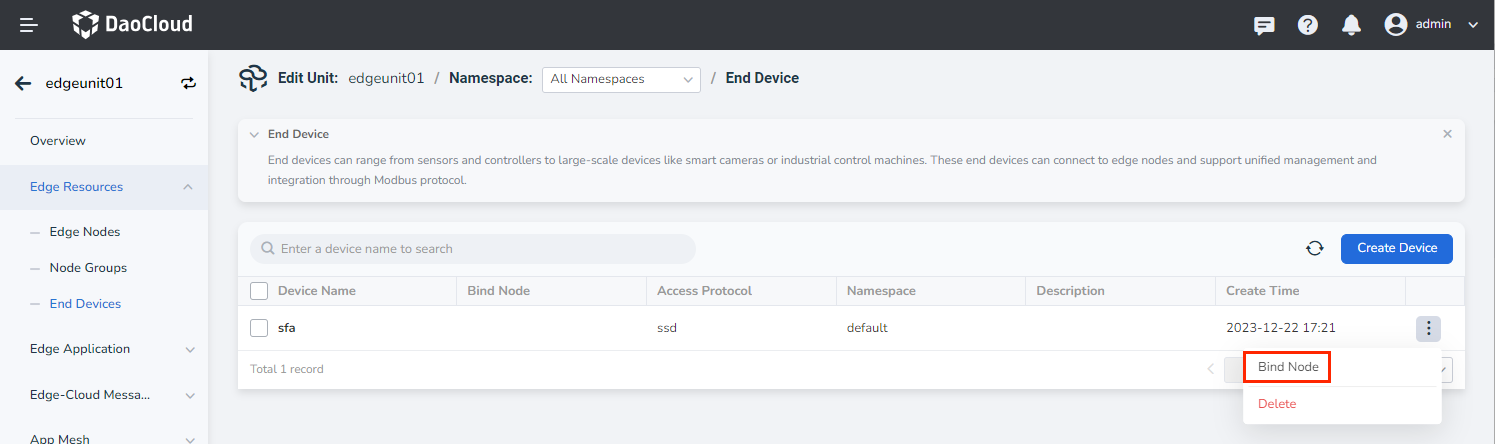 DaoCloud
admin
edgeunit01
Edit Unit: edgeunit01 / Namespace: All Namespaces / End Device
Overview
Edge Resources
Edge Nodes
Node Groups
End Devices
Edge Application
Edge-Cloud Messa...
App Mesh
End Device
End devices can range from sensors and controllers to large-scale devices like smart cameras or industrial control machines. These end devices can connect to edge nodes and support unified management and
integration through Modbus protocol.
Enter a device name to search
Create Device
Device Name Bind Node Access Protocol Namespace Description Create Time
sfa ssd default 2023-12-22 17:21
Total 1 record
Bind Node
Delete